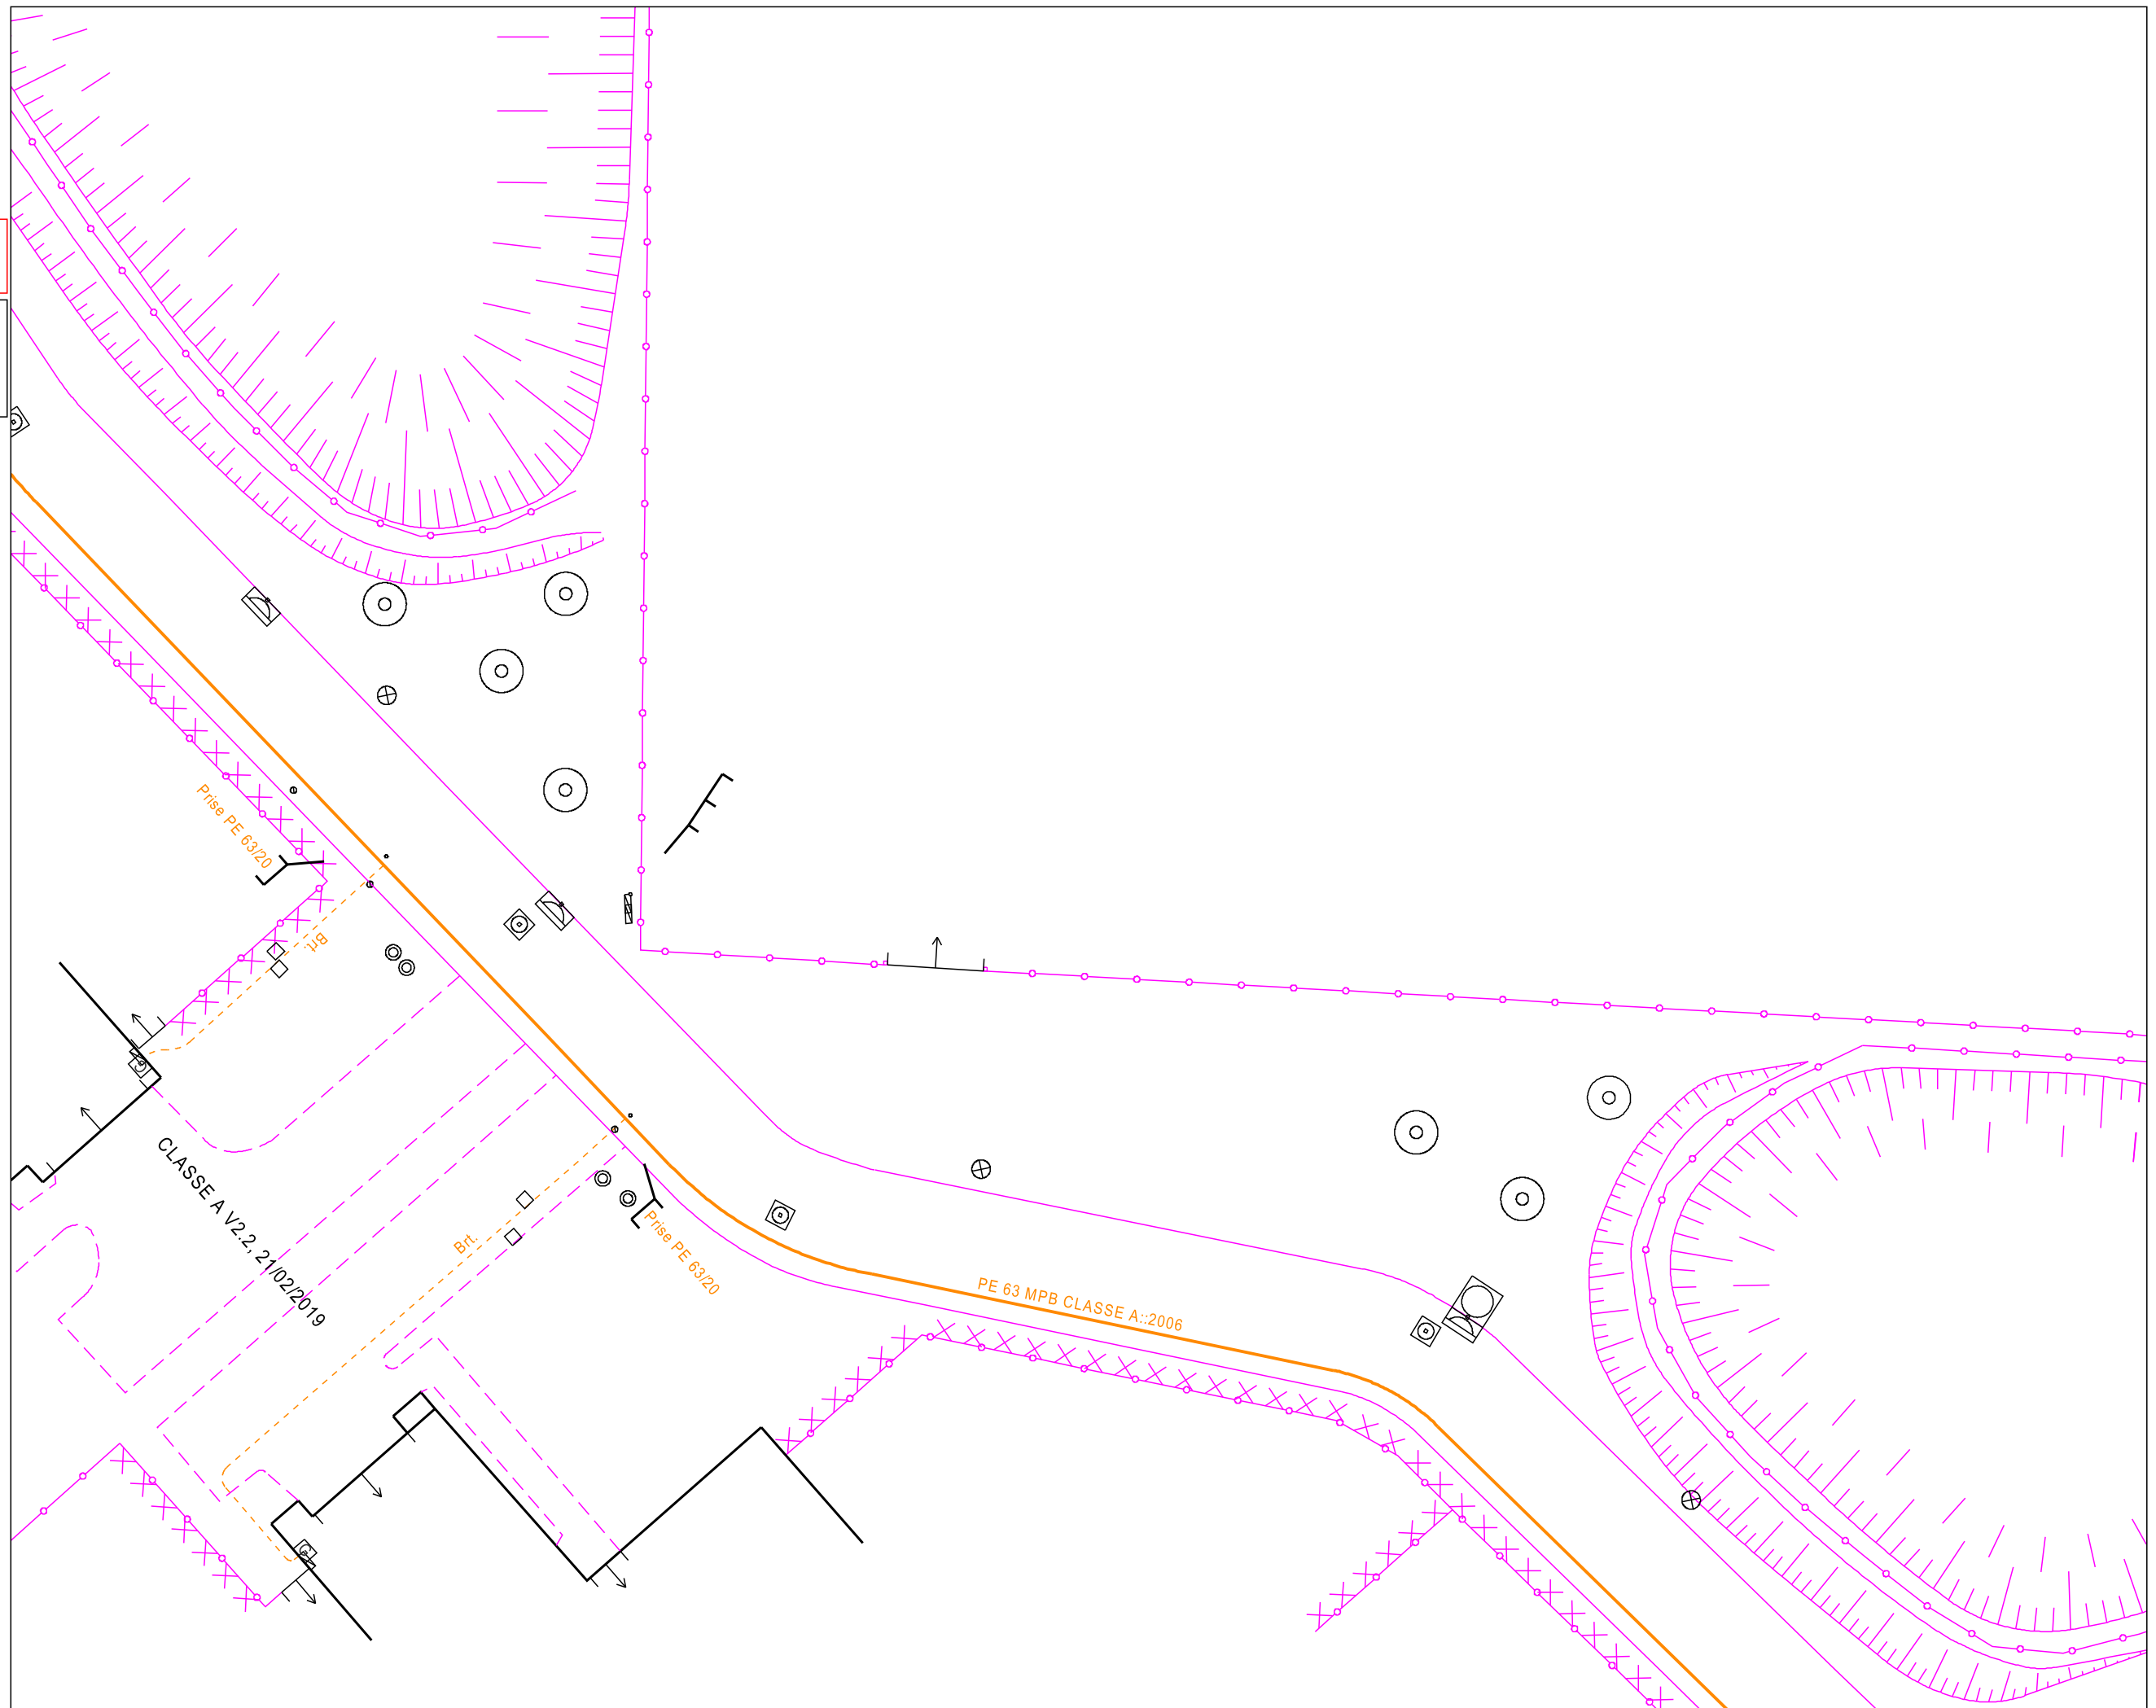 Prise PE 63/20
Brt.
CLASSE A V2.2, 21/02/2019
Brt.
Prise PE 63/20
PE 63 MPB CLASSE A::2006
C
C